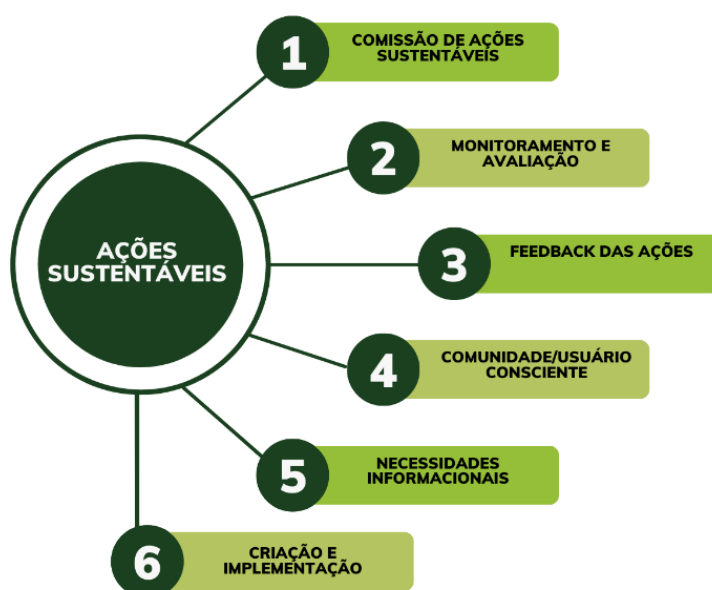 1
COMISSÃO DE AÇÕES
SUSTENTÁVEIS
2
MONITORAMENTO E
AVALIAÇÃO
AÇÕES
SUSTENTÁVEIS
3
FEEDBACK DAS AÇÕES
4
COMUNIDADE/USUÁRIO
CONSCIENTE
5
NECESSIDADES
INFORMACIONAIS
6
CRIAÇÃO E
IMPLEMENTAÇÃO